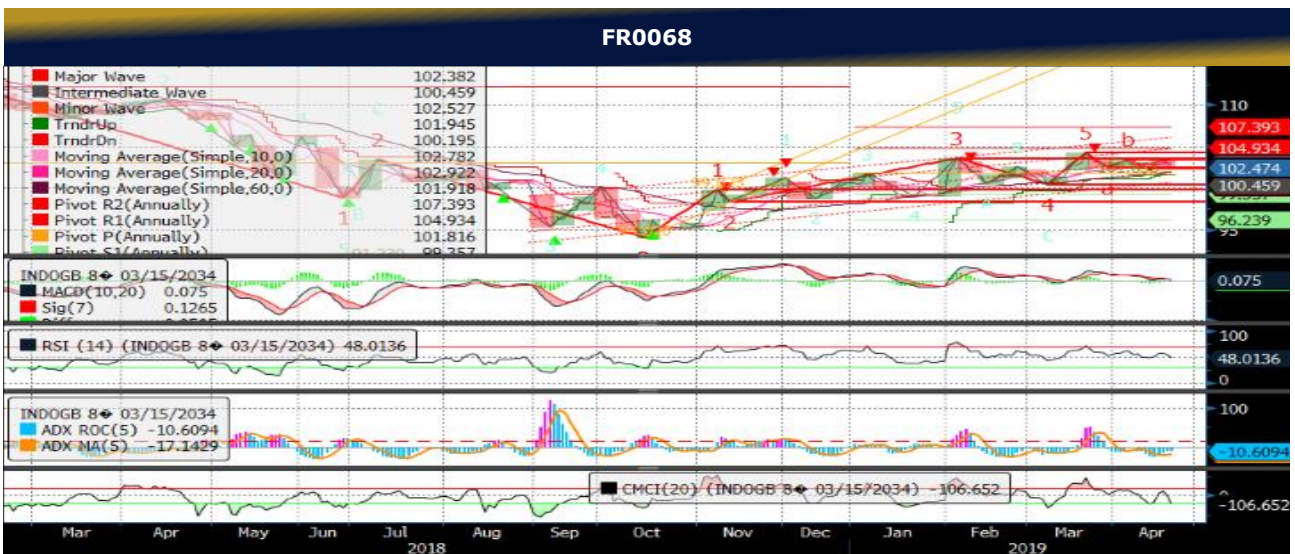 FR0068
Major Wave 102.382
Intermediate Wave 100.459
Minor Wave 102.527
TrndrUp 101.945
TrndrDn 100.195
Moving Average(Simple,10,0) 102.782
Moving Average(Simple,20,0) 102.922
Moving Average(Simple,60,0) 101.918
Pivot R2(Annually) 107.393
Pivot R1(Annually) 104.934
Pivot P(Annually) 101.816
Pivot S1(Annually) 99.357
1 2 1 2 3 4 5 b
110
107.393
104.934
102.474
100.459
96.239
95
INDOGB 8� 03/15/2034
MACD(10,20) 0.075
Sig(7) 0.1265
0.075
RSI (14) (INDOGB 8� 03/15/2034) 48.0136
100
48.0136
0
INDOGB 8� 03/15/2034
ADX ROC(5) -10.6094
ADX MA(5) -17.1429
100
-10.6094
CMCI(20) (INDOGB 8� 03/15/2034) -106.652
-106.652
Mar Apr May Jun Jul Aug Sep Oct Nov Dec Jan Feb Mar Apr
2018 2019